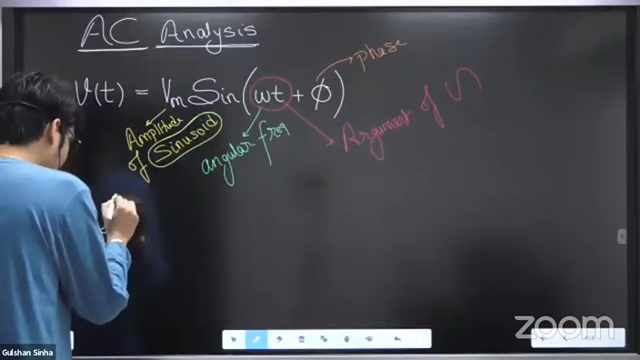 AC Analysis
V(t) = Vm Sin(ωt + ϕ)
phase
Amplitude
of Sinusoid
angular freq
Argument of
zoom
Gulshan Sinha